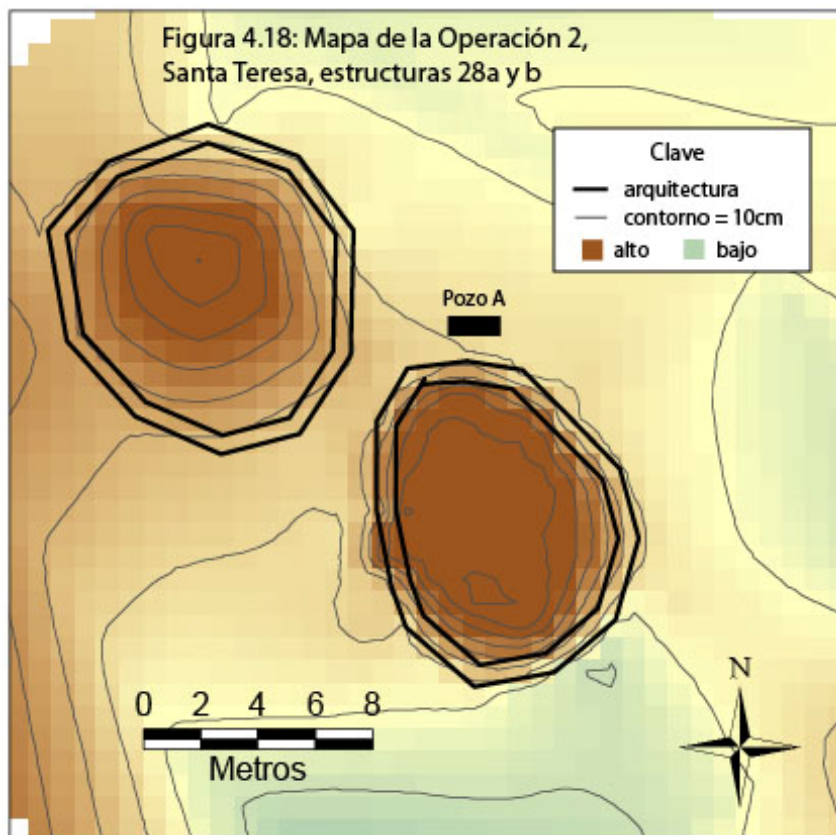 Figura 4.18: Mapa de la Operación 2,
Santa Teresa, estructuras 28a y b
Clave
arquitectura
contorno = 10cm
alto bajo
Pozo A
N
0 2 4 6 8
Metros